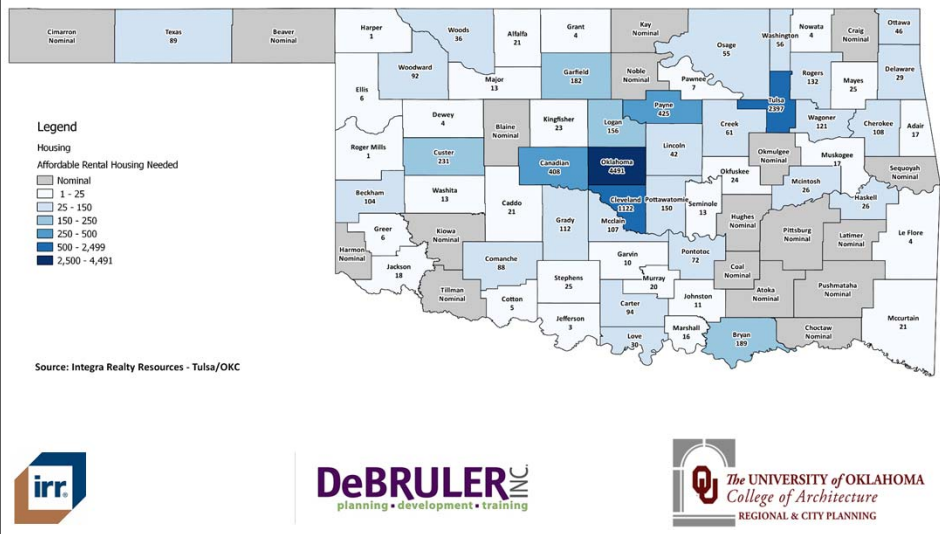 Cimarron
Nominal
Texas
89
Beaver
Nominal
Harper
1
Woods
36
Alfalfa
21
Grant
4
Kay
Nominal
Osage
55
Washington
56
Nowata
4
Craig
Nominal
Ottawa
46
Woodward
92
Major
13
Garfield
182
Noble
Nominal
Pawnee
7
Rogers
132
Mayes
25
Delaware
29
Ellis
6
Dewey
4
Blaine
Nominal
Kingfisher
23
Logan
156
Payne
425
Creek
61
Tulsa
2397
Wagoner
121
Cherokee
108
Adair
17
Roger Mills
1
Custer
231
Canadian
408
Oklahoma
4491
Lincoln
42
Okfuskee
24
Okmulgee
Nominal
Muskogee
17
Sequoyah
Nominal
Beckham
104
Washita
13
Caddo
21
Grady
112
Cleveland
1122
Mcclain
107
Pottawatomie
150
Seminole
13
Hughes
Nominal
Mcintosh
26
Haskell
26
Pittsburg
Nominal
Latimer
Nominal
Le Flore
4
Greer
6
Kiowa
Nominal
Harmon
Nominal
Jackson
18
Comanche
88
Tillman
Nominal
Cotton
5
Stephens
25
Garvin
10
Murray
20
Pontotoc
72
Coal
Nominal
Atoka
Nominal
Pushmataha
Nominal
Mccurtain
21
Jefferson
3
Carter
94
Johnston
11
Love
30
Marshall
16
Bryan
189
Choctaw
Nominal
Legend
Housing
Affordable Rental Housing Needed
Nominal
1 - 25
25 - 150
150 - 250
250 - 500
500 - 2,499
2,500 - 4,491
Source: Integra Realty Resources - Tulsa/OKC
irr.
DeBRULER INC.
planning ▪ development ▪ training
OU
The UNIVERSITY of OKLAHOMA
College of Architecture
REGIONAL & CITY PLANNING